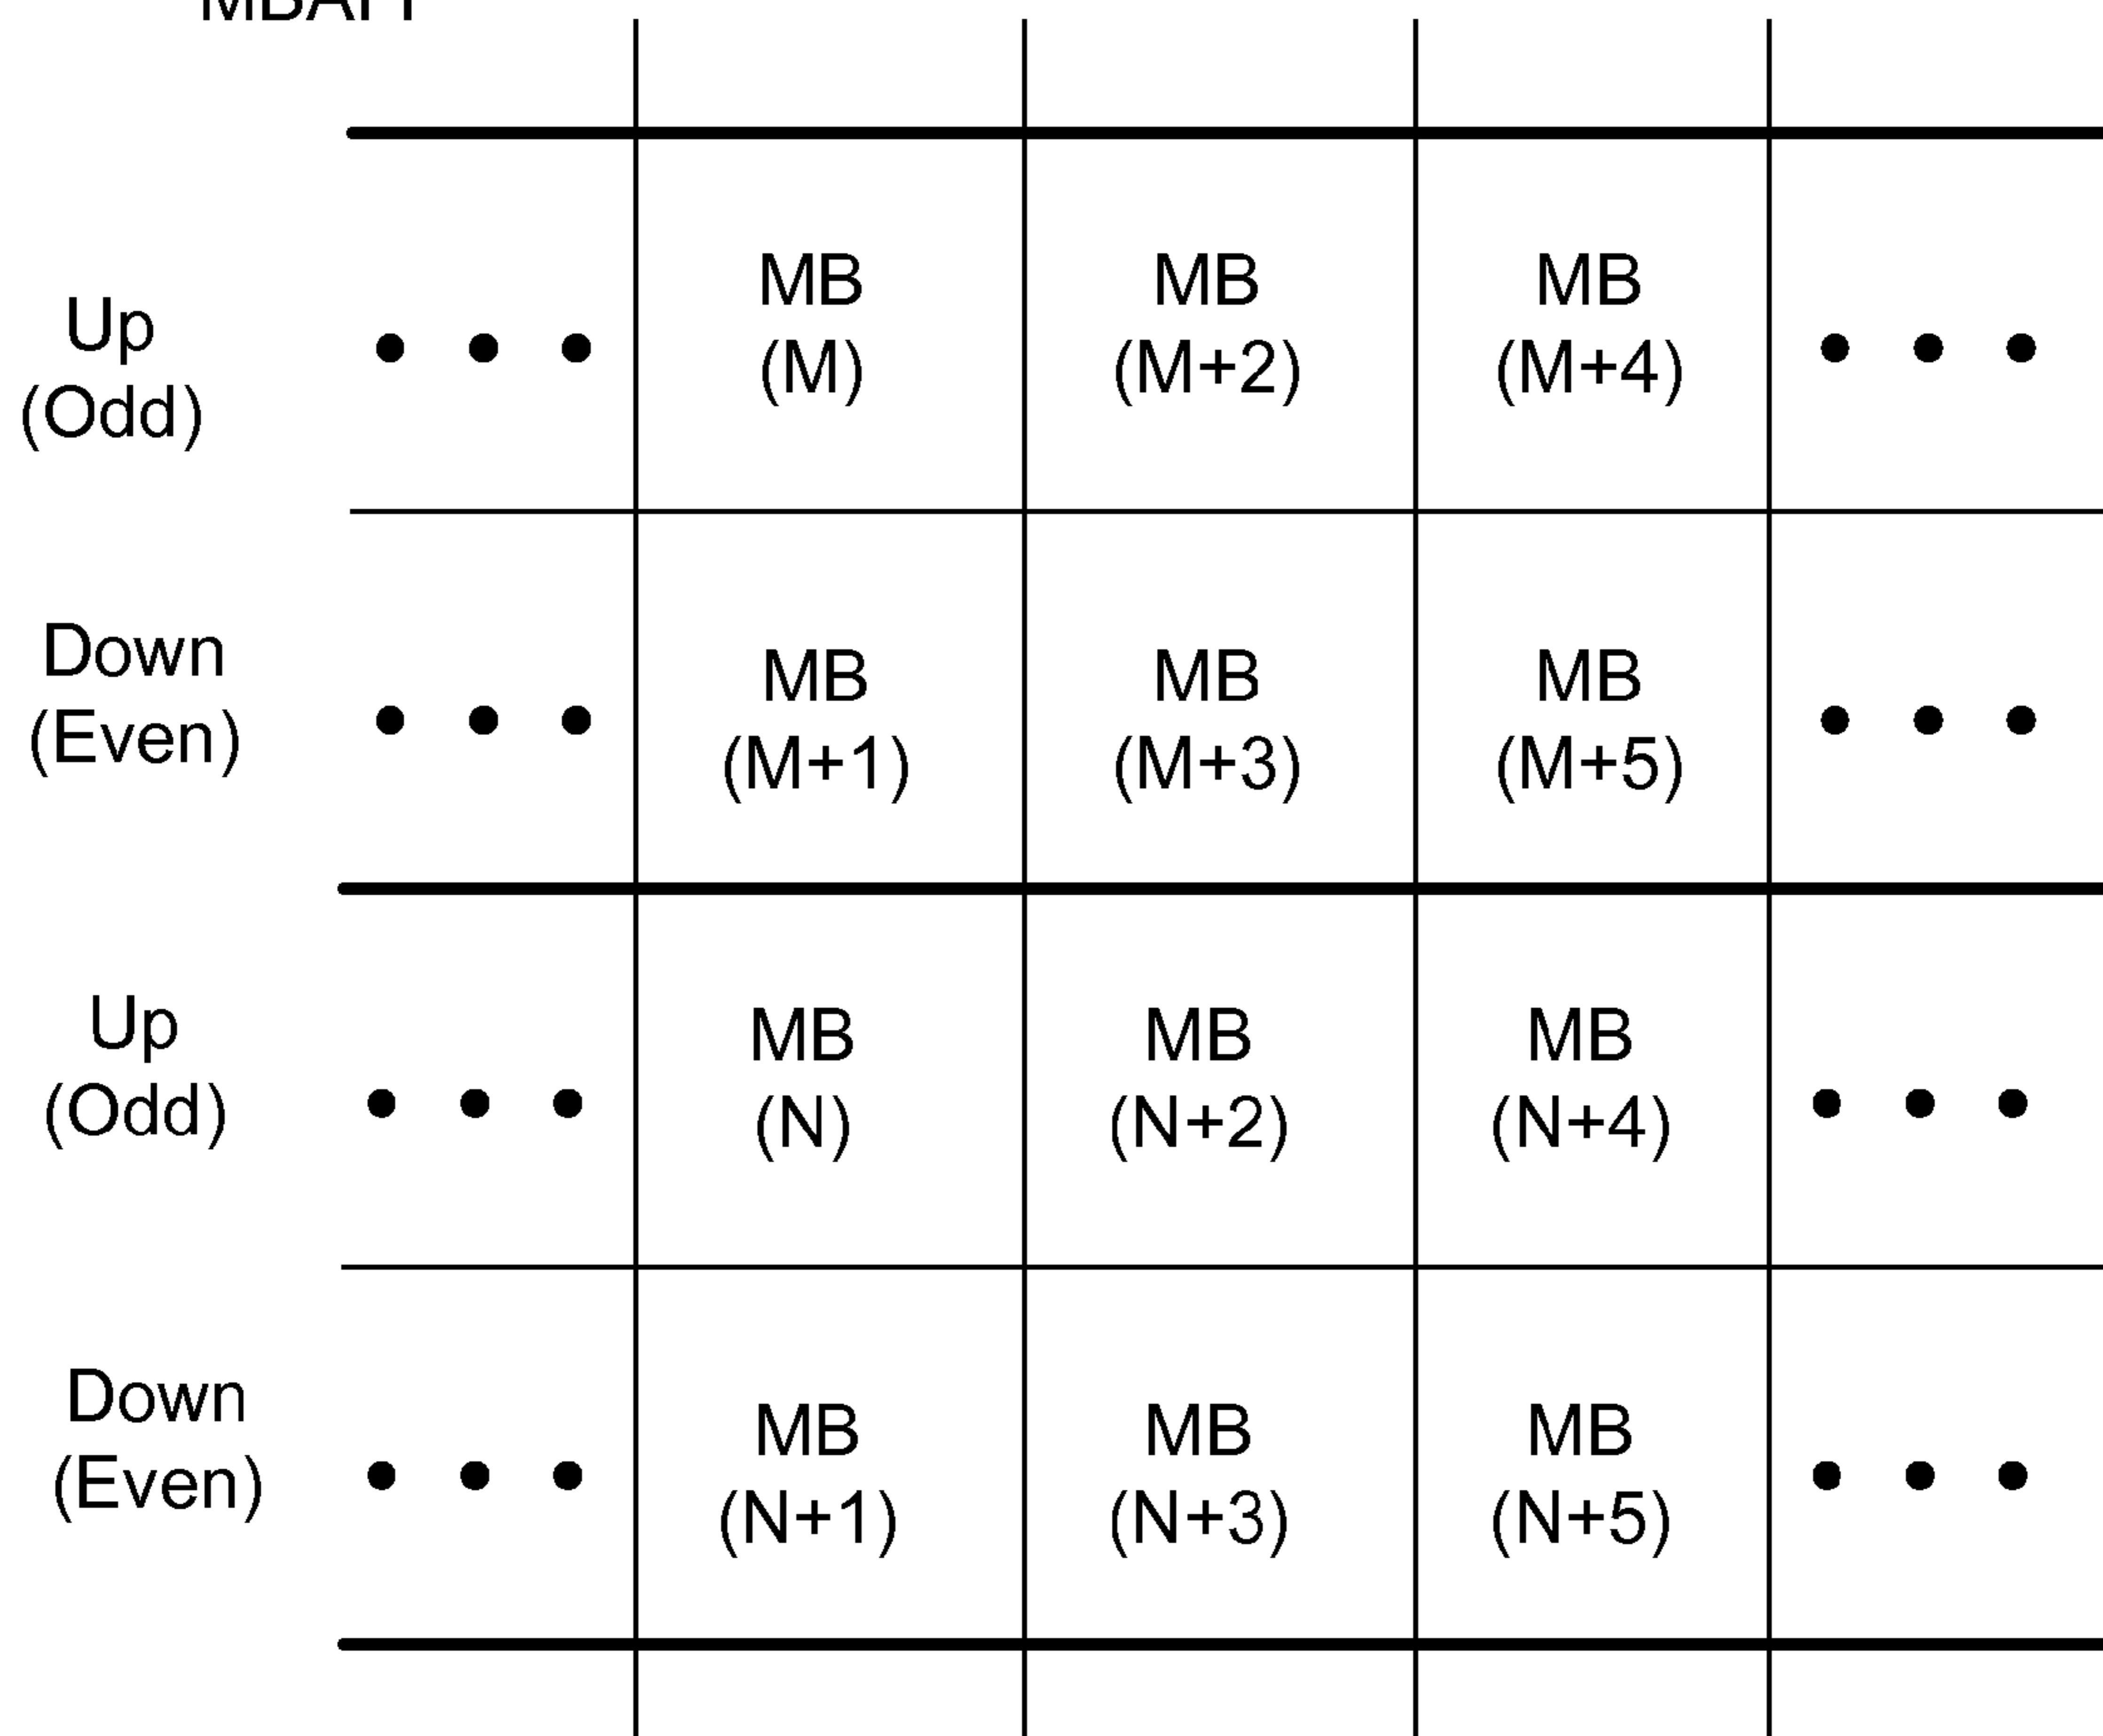 MBAFF
Up
(Odd)
MB
(M)
MB
(M+2)
MB
(M+4)
Down
(Even)
MB
(M+1)
MB
(M+3)
MB
(M+5)
Up
(Odd)
MB
(N)
MB
(N+2)
MB
(N+4)
Down
(Even)
MB
(N+1)
MB
(N+3)
MB
(N+5)